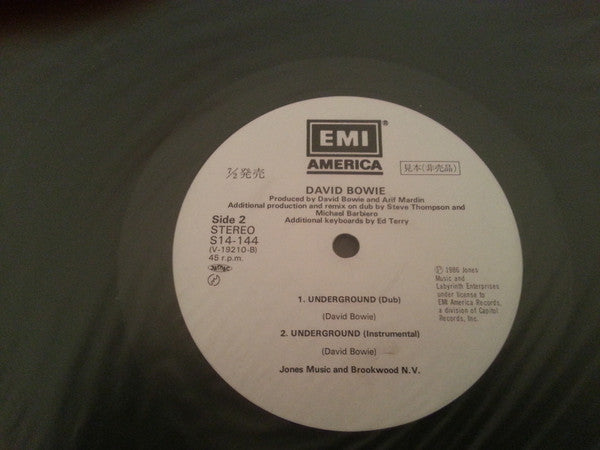 EMI
AMERICA
®
7/2発売
見本(非売品)
DAVID BOWIE
Produced by David Bowie and Arif Mardin
Additional production and remix on dub by Steve Thompson and
Michael Barbiero
Additional keyboards by Ed Terry
Side 2
STEREO
S14-144
(V-19210-B)
45 r.p.m.
Ⓟ 1986 Jones
Music and
Labyrinth Enterprises
under license to
EMI America Records,
a division of Capitol
Records, Inc.
1. UNDERGROUND (Dub)
(David Bowie)
2. UNDERGROUND (Instrumental)
(David Bowie)
Jones Music and Brookwood N.V.